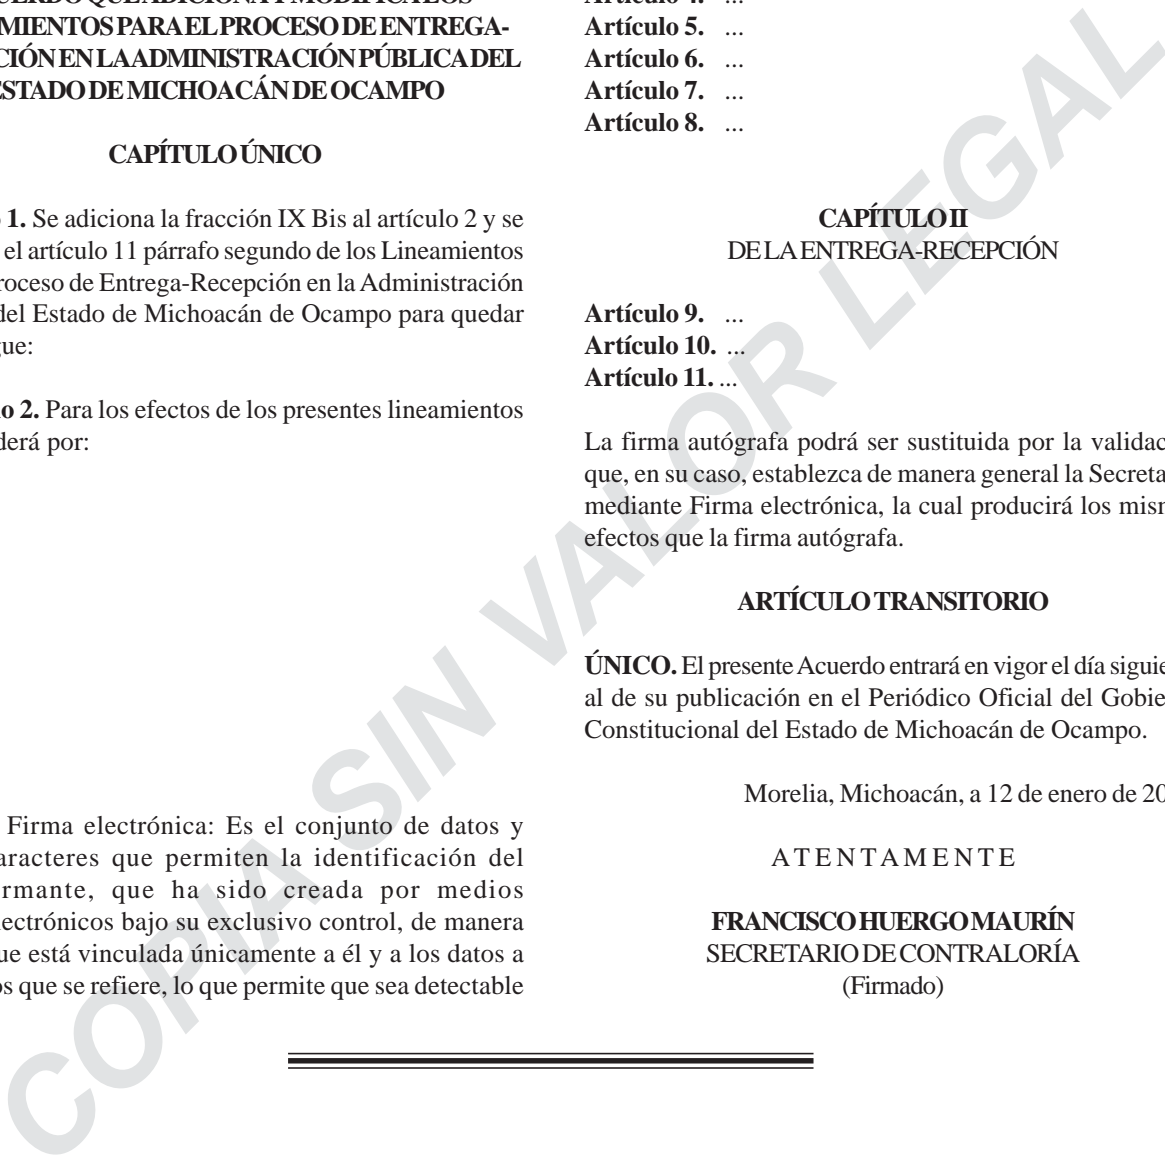 MIENTOS PARA EL PROCESO DE ENTREGA-
CIÓN EN LA ADMINISTRACIÓN PÚBLICA DEL
ESTADO DE MICHOACÁN DE OCAMPO
CAPÍTULO ÚNICO
1. Se adiciona la fracción IX Bis al artículo 2 y se
el artículo 11 párrafo segundo de los Lineamientos
roceso de Entrega-Recepción en la Administración
del Estado de Michoacán de Ocampo para quedar
gue:
o 2. Para los efectos de los presentes lineamientos
derá por:
Firma electrónica: Es el conjunto de datos y
aracteres que permiten la identificación del
rmante, que ha sido creada por medios
lectrónicos bajo su exclusivo control, de manera
ue está vinculada únicamente a él y a los datos a
os que se refiere, lo que permite que sea detectable
Artículo 4. ...
Artículo 5. ...
Artículo 6. ...
Artículo 7. ...
Artículo 8. ...
CAPÍTULO II
DE LA ENTREGA-RECEPCIÓN
Artículo 9. ...
Artículo 10. ...
Artículo 11. ...
La firma autógrafa podrá ser sustituida por la validac
que, en su caso, establezca de manera general la Secreta
mediante Firma electrónica, la cual producirá los misn
efectos que la firma autógrafa.
ARTÍCULO TRANSITORIO
ÚNICO. El presente Acuerdo entrará en vigor el día siguie
al de su publicación en el Periódico Oficial del Gobie
Constitucional del Estado de Michoacán de Ocampo.
Morelia, Michoacán, a 12 de enero de 20
A T E N T A M E N T E
FRANCISCO HUERGO MAURÍN
SECRETARIO DE CONTRALORÍA
(Firmado)
COPIA SIN VALOR LEGAL